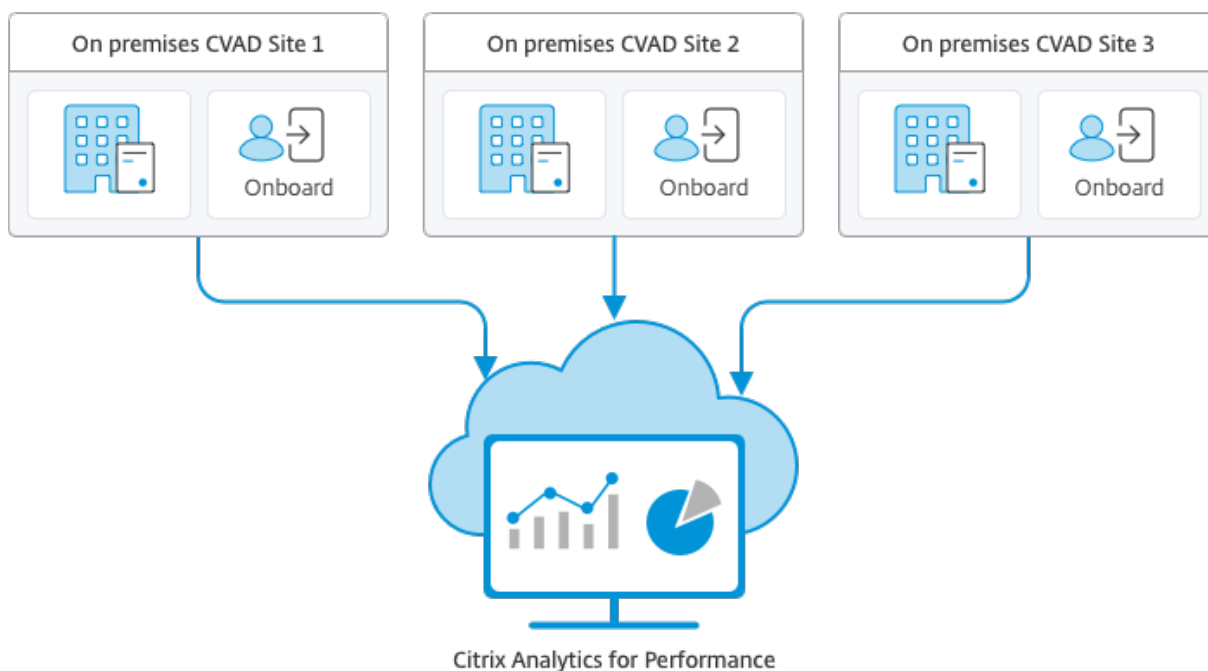 On premises CVAD Site 1
On premises CVAD Site 2
On premises CVAD Site 3
Onboard
Onboard
Onboard
Citrix Analytics for Performance